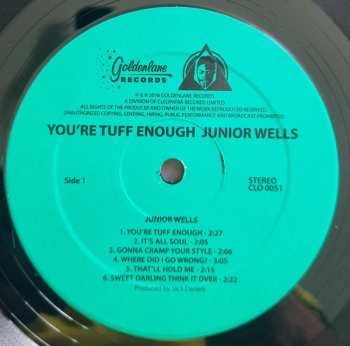 Goldenlane
RECORDS
℗ & © 2016 GOLDENLANE RECORDS
A DIVISION OF CLEOPATRA RECORDS LIMITED
ALL RIGHTS OF THE PRODUCER AND OWNER OF THE WORK REPRODUCED RESERVED.
UNAUTHORIZED COPYING, LENDING, HIRING, PUBLIC PERFORMANCE AND BROADCAST PROHIBITED.
YOU'RE TUFF ENOUGH JUNIOR WELLS
Side 1
STEREO
CLO 0051
JUNIOR WELLS
1. YOU'RE TUFF ENOUGH - 2:27
2. IT'S ALL SOUL - 2:05
3. GONNA CRAMP YOUR STYLE - 2:06
4. WHERE DID I GO WRONG? - 3:05
5. THAT'LL HOLD ME - 2:15
6. SWEET DARLING THINK IT OVER - 2:22
Produced by Jack Daniels